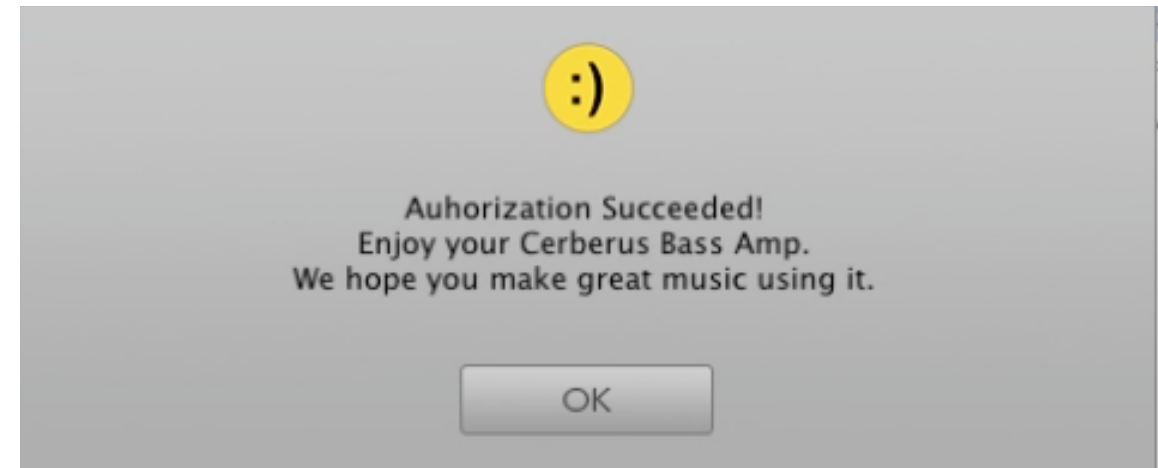 :)
Auhorization Succeeded!
Enjoy your Cerberus Bass Amp.
We hope you make great music using it.
OK